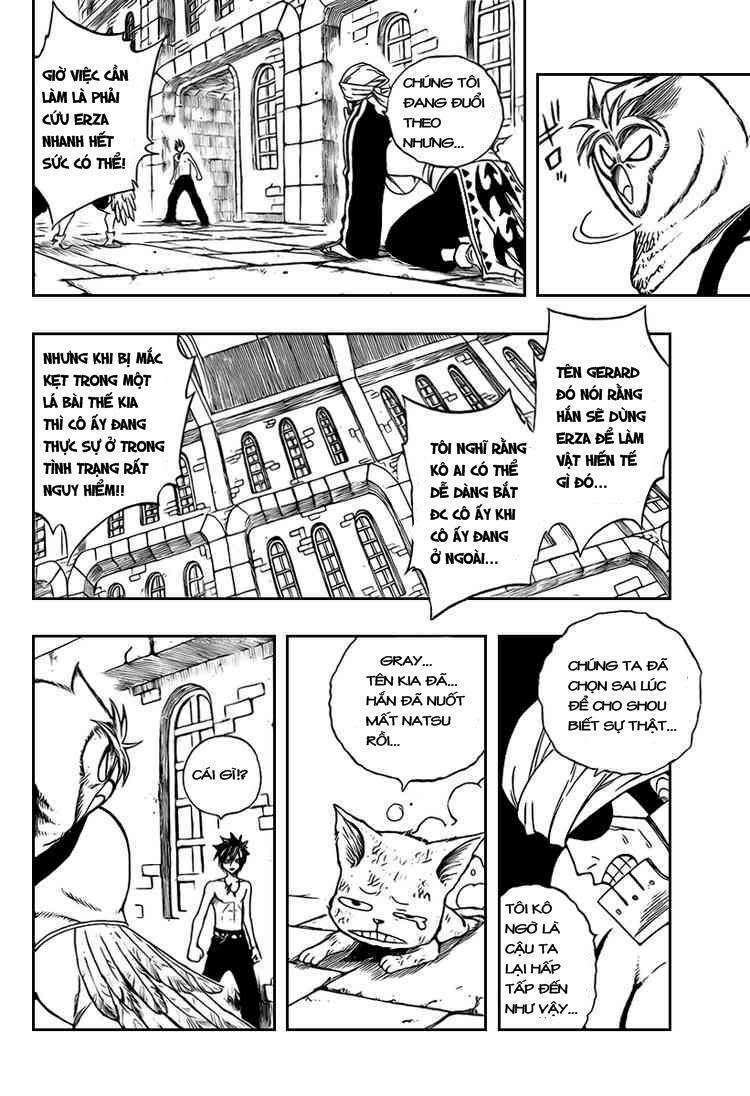 CHÚNG TÔI
ĐANG ĐUỔI
THEO
NHƯNG...
GIỜ VIỆC CẦN
LÀM LÀ PHẢI
CỨU ERZA
NHANH HẾT
SỨC CÓ THỂ!
TÊN GERARD
ĐÓ NÓI RẰNG
HẮN SẼ DÙNG
ERZA ĐỂ LÀM
VẬT HIẾN TẾ
GÌ ĐÓ...
TÔI NGHĨ RẰNG
KÔ AI CÓ THỂ
DỄ DÀNG BẮT
ĐC CÔ ẤY KHI
CÔ ẤY ĐANG
Ở NGOÀI...
NHƯNG KHI BỊ MẮC
KẸT TRONG MỘT
LÁ BÀI THẾ KIA
THÌ CÔ ẤY ĐANG
THỰC SỰ Ở TRONG
TÌNH TRẠNG RẤT
NGUY HIỂM!!
CHÚNG TA ĐÃ
CHỌN SAI LÚC
ĐỂ CHO SHOU
BIẾT SỰ THẬT...
TÔI KÔ
NGỜ LÀ
CẬU TA
LẠI HẤP
TẤP ĐẾN
NHƯ VẬY...
GRAY...
TÊN KIA ĐÃ...
HẮN ĐÃ NUỐT
MẤT NATSU
RỒI...
CÁI GÌ!?